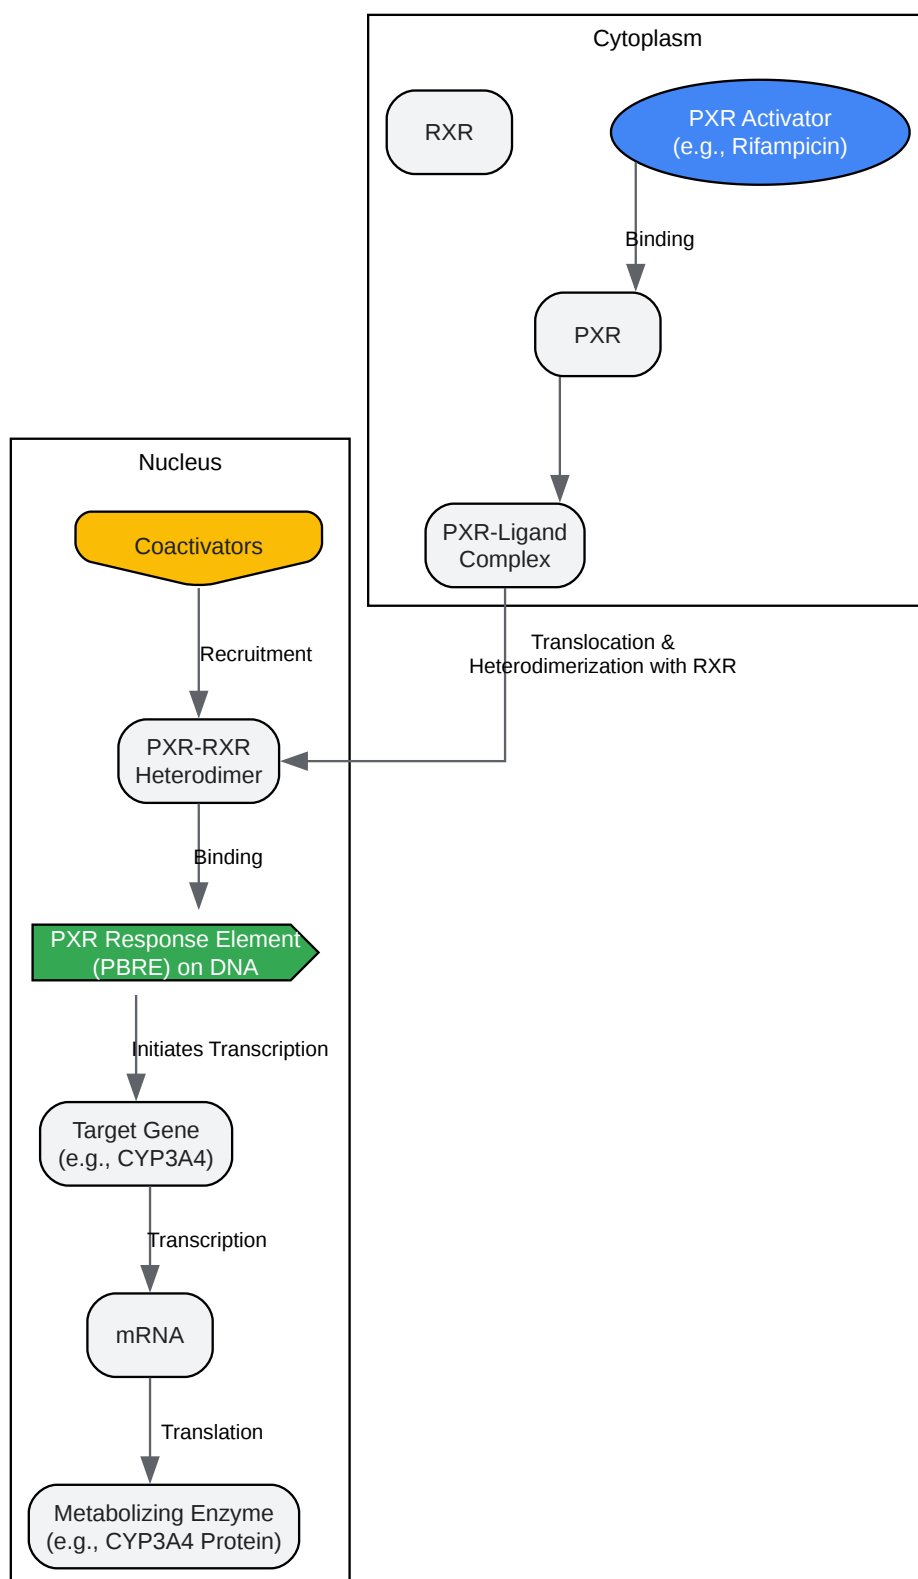 Cytoplasm
RXR
PXR Activator
(e.g., Rifampicin)
Binding
PXR
PXR-Ligand
Complex
Translocation &
Heterodimerization with RXR
Nucleus
Coactivators
Recruitment
PXR-RXR
Heterodimer
Binding
PXR Response Element
(PBRE) on DNA
Initiates Transcription
Target Gene
(e.g., CYP3A4)
Transcription
mRNA
Translation
Metabolizing Enzyme
(e.g., CYP3A4 Protein)